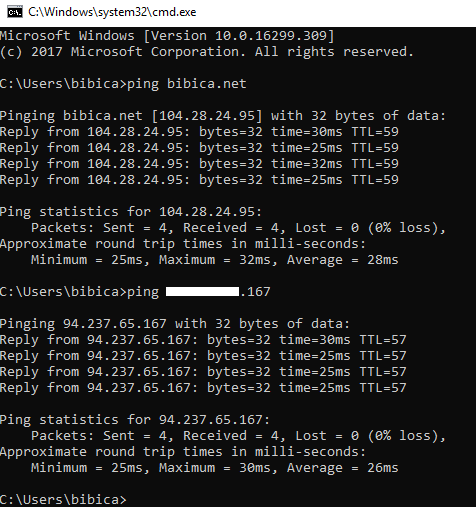 C:\Windows\system32\cmd.exe
Microsoft Windows [Version 10.0.16299.309]
(c) 2017 Microsoft Corporation. All rights reserved.
C:\Users\bibica>ping bibica.net
Pinging bibica.net [104.28.24.95] with 32 bytes of data:
Reply from 104.28.24.95: bytes=32 time=30ms TTL=59
Reply from 104.28.24.95: bytes=32 time=25ms TTL=59
Reply from 104.28.24.95: bytes=32 time=32ms TTL=59
Reply from 104.28.24.95: bytes=32 time=25ms TTL=59
Ping statistics for 104.28.24.95:
Packets: Sent = 4, Received = 4, Lost = 0 (0% loss),
Approximate round trip times in milli-seconds:
Minimum = 25ms, Maximum = 32ms, Average = 28ms
C:\Users\bibica>ping .167
Pinging 94.237.65.167 with 32 bytes of data:
Reply from 94.237.65.167: bytes=32 time=30ms TTL=57
Reply from 94.237.65.167: bytes=32 time=25ms TTL=57
Reply from 94.237.65.167: bytes=32 time=25ms TTL=57
Reply from 94.237.65.167: bytes=32 time=25ms TTL=57
Ping statistics for 94.237.65.167:
Packets: Sent = 4, Received = 4, Lost = 0 (0% loss),
Approximate round trip times in milli-seconds:
Minimum = 25ms, Maximum = 30ms, Average = 26ms
C:\Users\bibica>